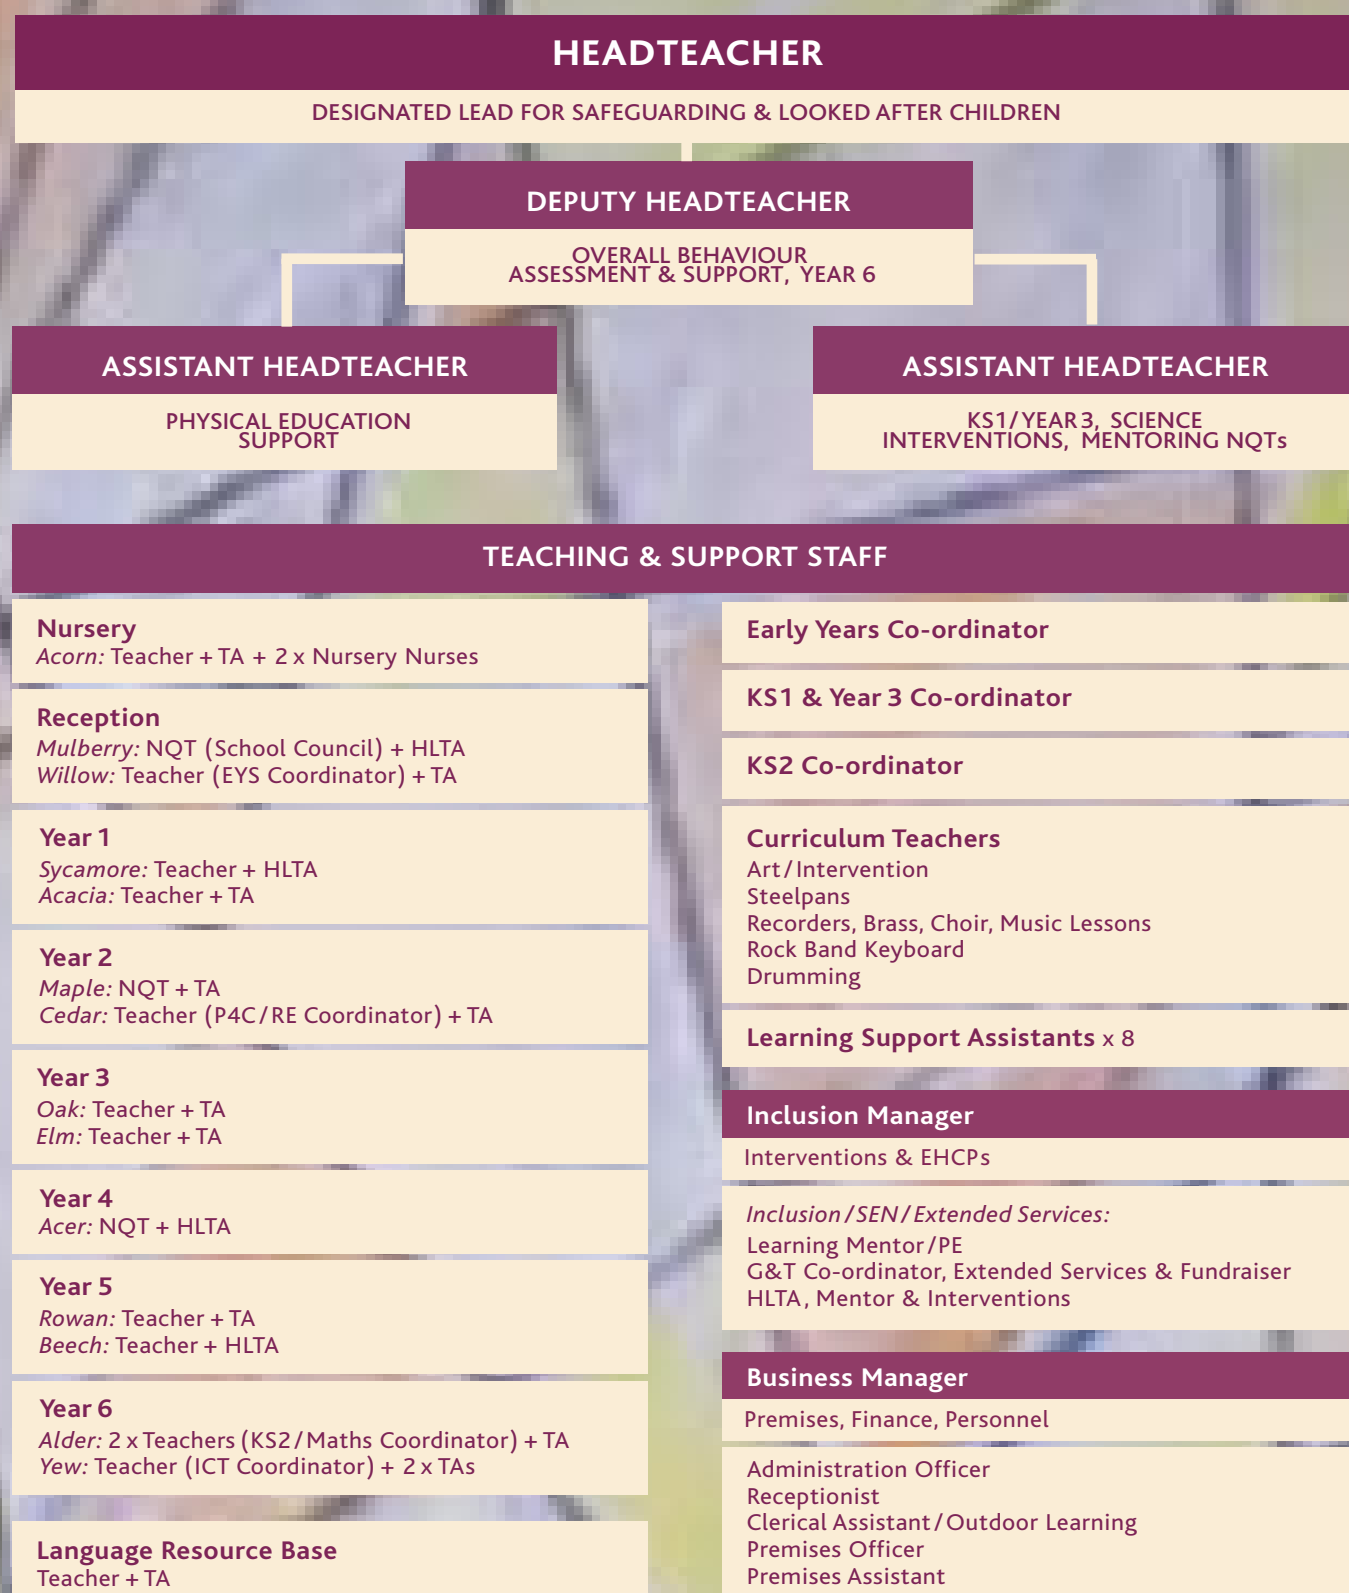 HEADTEACHER
DESIGNATED LEAD FOR SAFEGUARDING & LOOKED AFTER CHILDREN
DEPUTY HEADTEACHER
OVERALL BEHAVIOUR
ASSESSMENT & SUPPORT, YEAR 6
ASSISTANT HEADTEACHER
PHYSICAL EDUCATION
SUPPORT
ASSISTANT HEADTEACHER
KS1/YEAR 3, SCIENCE
INTERVENTIONS, MENTORING NQTs
TEACHING & SUPPORT STAFF
Nursery
Acorn: Teacher + TA + 2 x Nursery Nurses
Reception
Mulberry: NQT (School Council) + HLTA
Willow: Teacher (EYS Coordinator) + TA
Year 1
Sycamore: Teacher + HLTA
Acacia: Teacher + TA
Year 2
Maple: NQT + TA
Cedar: Teacher (P4C/RE Coordinator) + TA
Year 3
Oak: Teacher + TA
Elm: Teacher + TA
Year 4
Acer: NQT + HLTA
Year 5
Rowan: Teacher + TA
Beech: Teacher + HLTA
Year 6
Alder: 2 x Teachers (KS2/Maths Coordinator) + TA
Yew: Teacher (ICT Coordinator) + 2 x TAs
Language Resource Base
Teacher + TA
Early Years Co-ordinator
KS1 & Year 3 Co-ordinator
KS2 Co-ordinator
Curriculum Teachers
Art/Intervention
Steelpans
Recorders, Brass, Choir, Music Lessons
Rock Band Keyboard
Drumming
Learning Support Assistants x 8
Inclusion Manager
Interventions & EHCPs
Inclusion/SEN/Extended Services:
Learning Mentor/PE
G&T Co-ordinator, Extended Services & Fundraiser
HLTA, Mentor & Interventions
Business Manager
Premises, Finance, Personnel
Administration Officer
Receptionist
Clerical Assistant/Outdoor Learning
Premises Officer
Premises Assistant